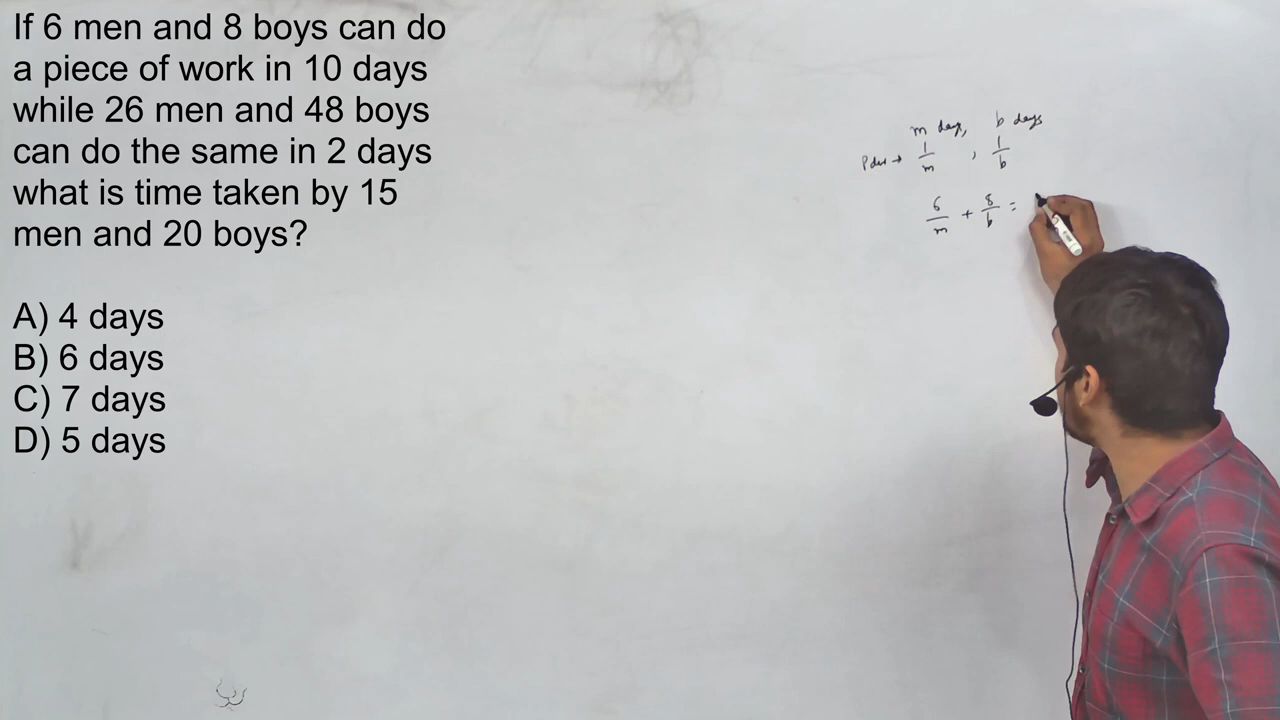 If 6 men and 8 boys can do
a piece of work in 10 days
while 26 men and 48 boys
can do the same in 2 days
what is time taken by 15
men and 20 boys?
A) 4 days
B) 6 days
C) 7 days
D) 5 days
m days, b days
1/m , 1/b
6/m + 8/b =